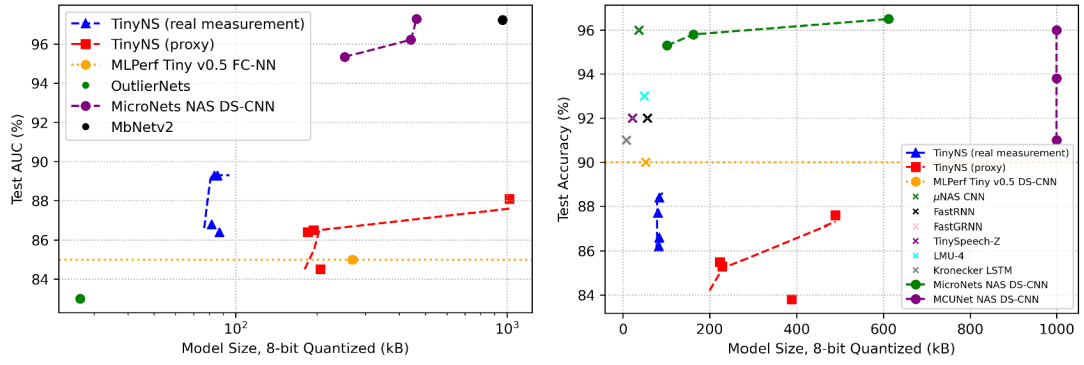 96
94
92
90
88
86
84
Test AUC (%)
10²
10³
Model Size, 8-bit Quantized (kB)
TinyNS (real measurement)
TinyNS (proxy)
MLPerf Tiny v0.5 FC-NN
OutlierNets
MicroNets NAS DS-CNN
MbNetv2
96
94
92
90
88
86
84
Test Accuracy (%)
0
200
400
600
800
1000
Model Size, 8-bit Quantized (kB)
TinyNS (real measurement)
TinyNS (proxy)
MLPerf Tiny v0.5 DS-CNN
μNAS CNN
FastRNN
FastGRNN
TinySpeech-Z
LMU-4
Kronecker LSTM
MicroNets NAS DS-CNN
MCUNet NAS DS-CNN